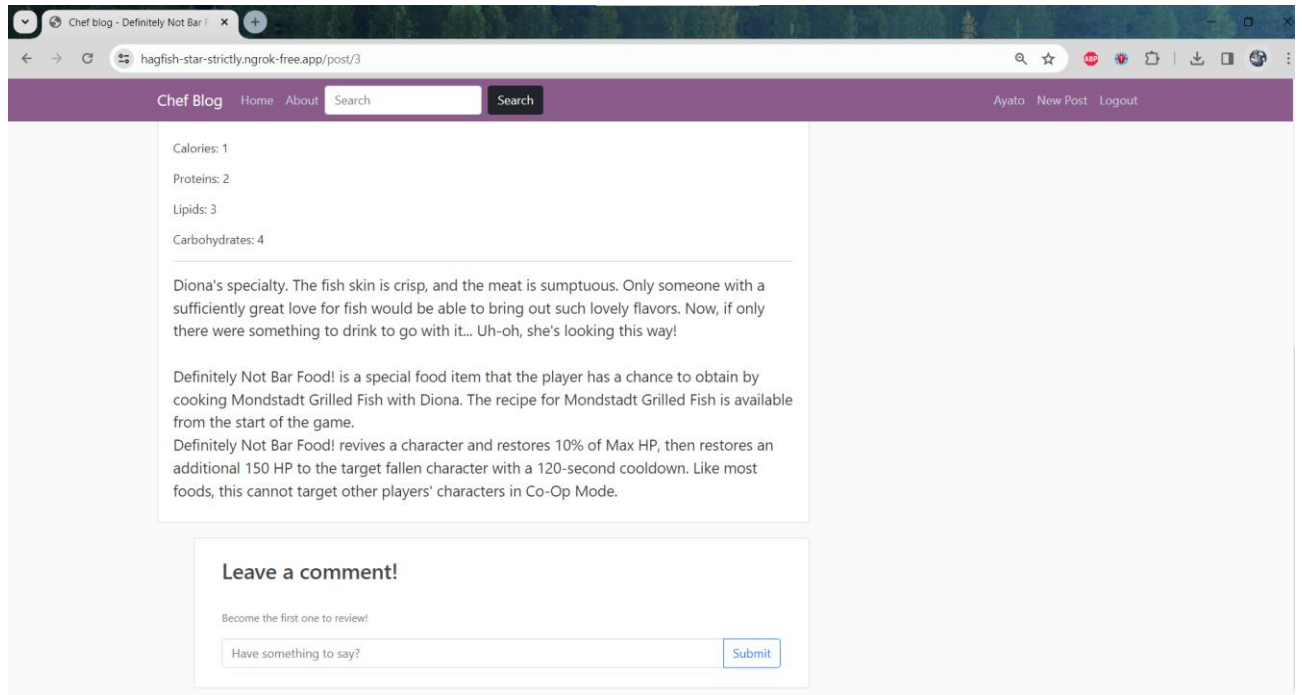 Chef blog - Definitely Not Bar F
hagfish-star-strictly.ngrok-free.app/post/3
ABP
Chef Blog Home About Search Search Ayato New Post Logout
Calories: 1
Proteins: 2
Lipids: 3
Carbohydrates: 4
Diona's specialty. The fish skin is crisp, and the meat is sumptuous. Only someone with a
sufficiently great love for fish would be able to bring out such lovely flavors. Now, if only
there were something to drink to go with it... Uh-oh, she's looking this way!
Definitely Not Bar Food! is a special food item that the player has a chance to obtain by
cooking Mondstadt Grilled Fish with Diona. The recipe for Mondstadt Grilled Fish is available
from the start of the game.
Definitely Not Bar Food! revives a character and restores 10% of Max HP, then restores an
additional 150 HP to the target fallen character with a 120-second cooldown. Like most
foods, this cannot target other players' characters in Co-Op Mode.
Leave a comment!
Become the first one to review!
Have something to say? Submit